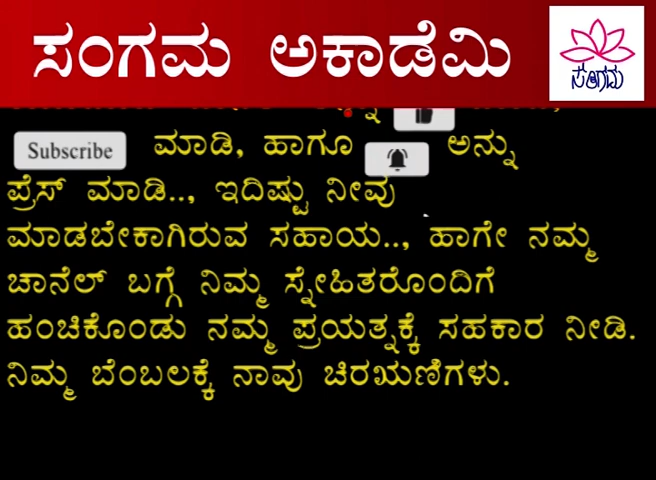 ಸಂಗಮ ಅಕಾಡೆಮಿ
ಸಂಗಮ
Subscribe ಮಾಡಿ, ಹಾಗೂ ಅನ್ನು
ಪ್ರೆಸ್ ಮಾಡಿ.., ಇದಿಷ್ಟು ನೀವು
ಮಾಡಬೇಕಾಗಿರುವ ಸಹಾಯ.., ಹಾಗೇ ನಮ್ಮ
ಚಾನೆಲ್ ಬಗ್ಗೆ ನಿಮ್ಮ ಸ್ನೇಹಿತರೊಂದಿಗೆ
ಹಂಚಿಕೊಂಡು ನಮ್ಮ ಪ್ರಯತ್ನಕ್ಕೆ ಸಹಕಾರ ನೀಡಿ.
ನಿಮ್ಮ ಬೆಂಬಲಕ್ಕೆ ನಾವು ಚಿರಋಣಿಗಳು.